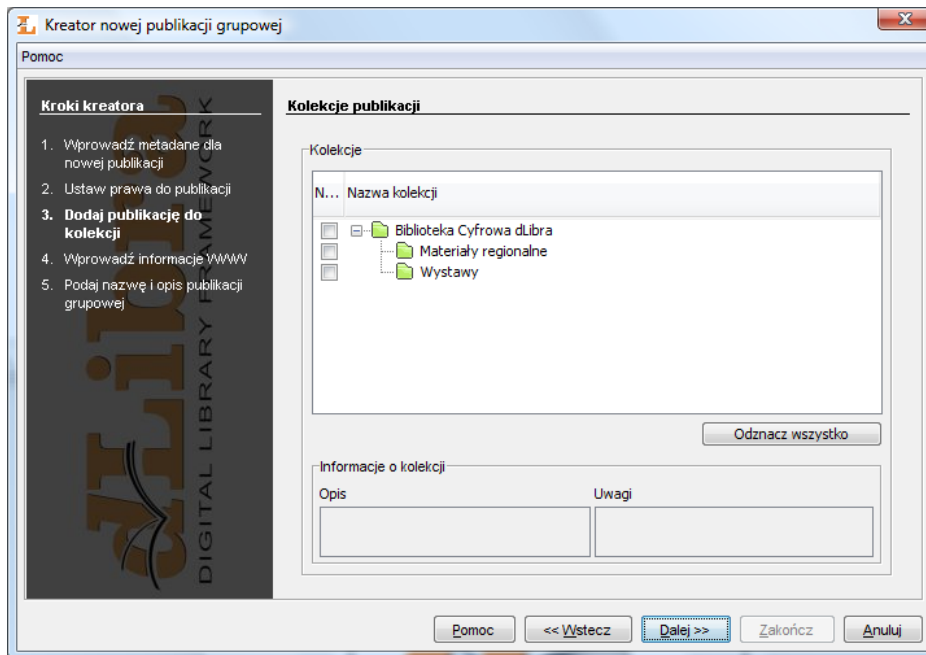 Kreator nowej publikacji grupowej
Pomoc
Kroki kreatora
1. Wprowadź metadane dla
nowej publikacji
2. Ustaw prawa do publikacji
3. Dodaj publikację do
kolekcji
4. Wprowadź informacje WWW
5. Podaj nazwę i opis publikacji
grupowej
dLibra
DIGITAL LIBRARY FRAMEWORK
Kolekcje publikacji
Kolekcje
N... Nazwa kolekcji
Biblioteka Cyfrowa dLibra
Materiały regionalne
Wystawy
Odznacz wszystko
Informacje o kolekcji
Opis Uwagi
Pomoc << Wstecz Dalej >> Zakończ Anuluj